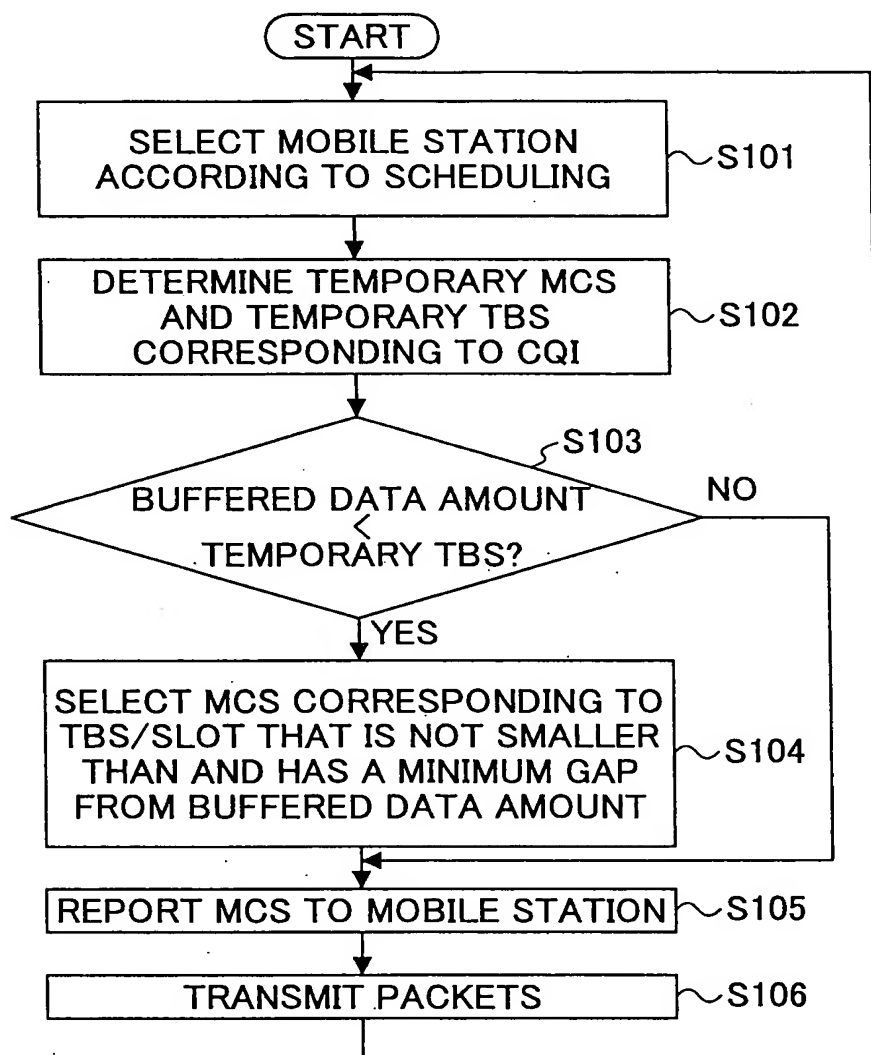 START
SELECT MOBILE STATION
ACCORDING TO SCHEDULING
S101
DETERMINE TEMPORARY MCS
AND TEMPORARY TBS
CORRESPONDING TO CQI
S102
S103
BUFFERED DATA AMOUNT
<
TEMPORARY TBS?
NO
YES
SELECT MCS CORRESPONDING TO
TBS/SLOT THAT IS NOT SMALLER
THAN AND HAS A MINIMUM GAP
FROM BUFFERED DATA AMOUNT
S104
REPORT MCS TO MOBILE STATION
S105
TRANSMIT PACKETS
S106